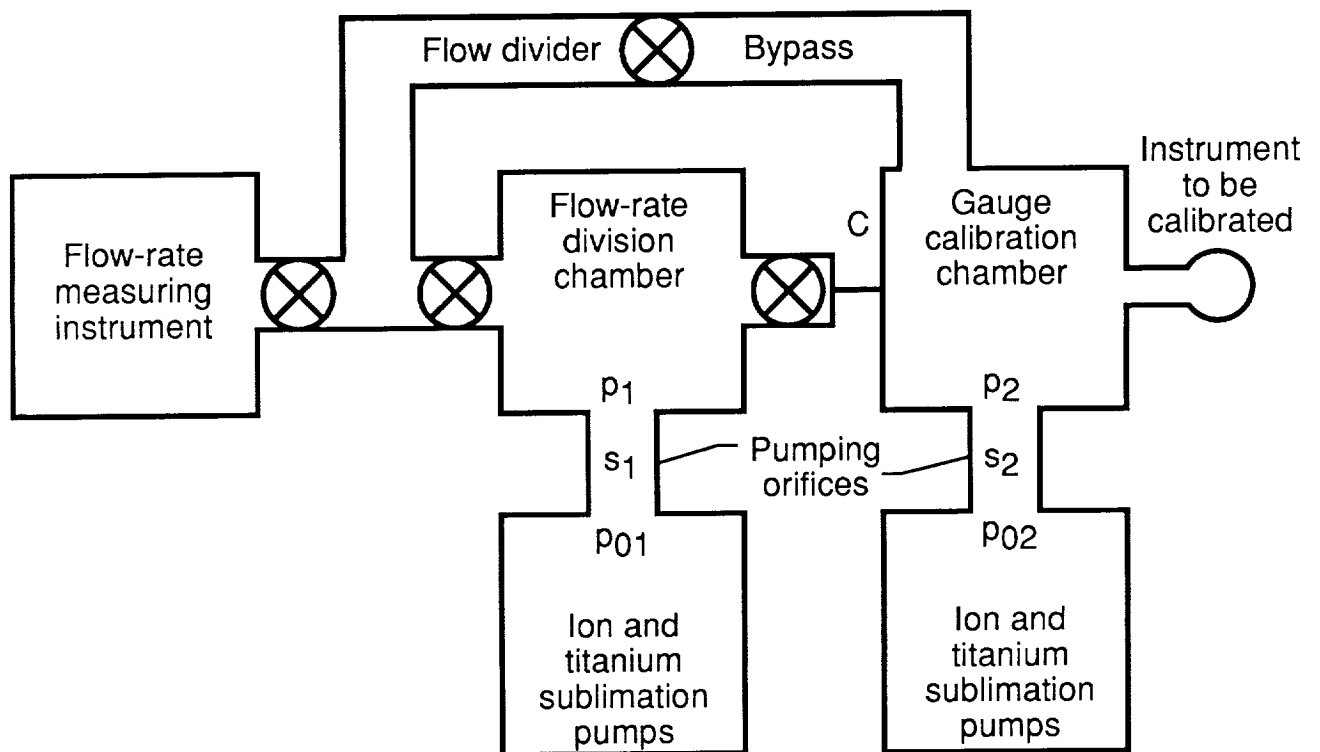 Flow divider
Bypass
Instrument
to be
calibrated
Flow-rate
measuring
instrument
Flow-rate
division
chamber
C
Gauge
calibration
chamber
p1
p2
s1
Pumping
orifices
s2
p01
p02
Ion and
titanium
sublimation
pumps
Ion and
titanium
sublimation
pumps